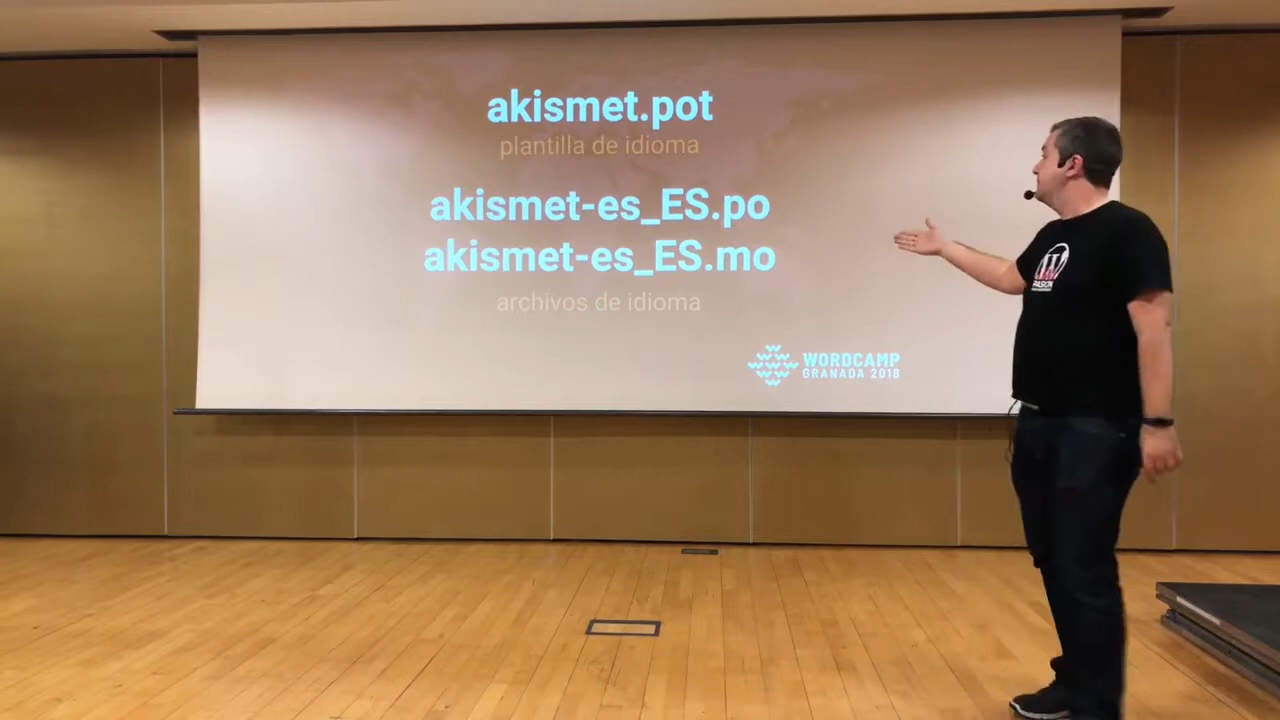 akismet.pot
plantilla de idioma
akismet-es_ES.po
akismet-es_ES.mo
archivos de idioma
WORDCAMP
GRANADA 2018